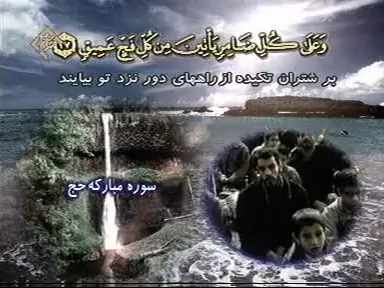 وَعَلَىٰ كُلِّ ضَامِرٍ يَأْتِينَ مِن كُلِّ فَجٍّ عَمِيقٍ ﴿٢٧﴾
بر شتران تکیده از راههای دور نزد تو بیایند
سوره مبارکه حج